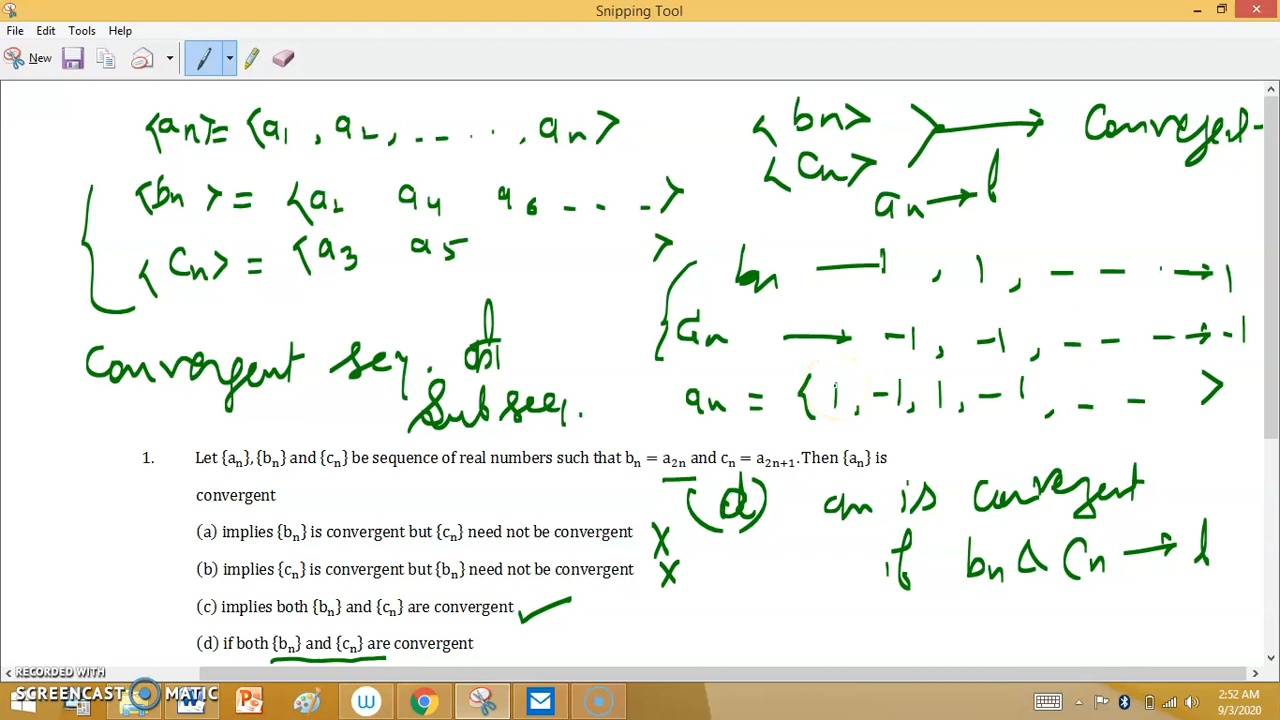 Snipping Tool
File Edit Tools Help
New
<an>= <a1, a2, -- ..., an>
<bn> = <a2 a4 a6 - - - >
<cn> = <a3 a5 >
Convergent seq.
Subseq.
<bn>
<cn>
Convergent
an → l
bn — 1, 1, - - · → 1
→ -1, -1, - - → -1
an = < 1, -1, 1, -1, - - >
1. Let {an}, {bn} and {cn} be sequence of real numbers such that bn = a2n and cn = a2n+1. Then {an} is
convergent
(a) implies {bn} is convergent but {cn} need not be convergent X
(b) implies {cn} is convergent but {bn} need not be convergent X
(c) implies both {bn} and {cn} are convergent ✓
(d) if both {bn} and {cn} are convergent
(d) an is convergent
if bn & cn → l
RECORDED WITH
SCREENCAST MATIC
2:52 AM
9/3/2020